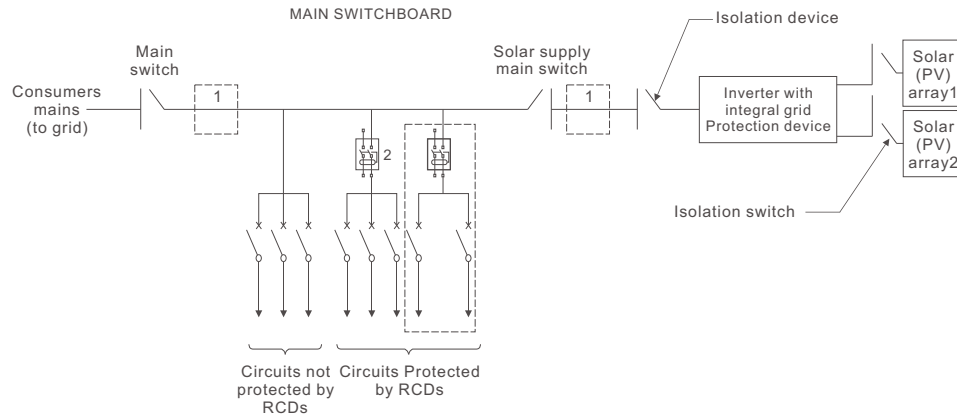 MAIN SWITCHBOARD
Isolation device
Main
switch
Solar supply
main switch
Solar
(PV)
array1
Consumers
mains
(to grid)
1
1
Inverter with
integral grid
Protection device
2
Solar
(PV)
array2
Isolation switch
Circuits not
protected by
RCDs
Circuits Protected
by RCDs